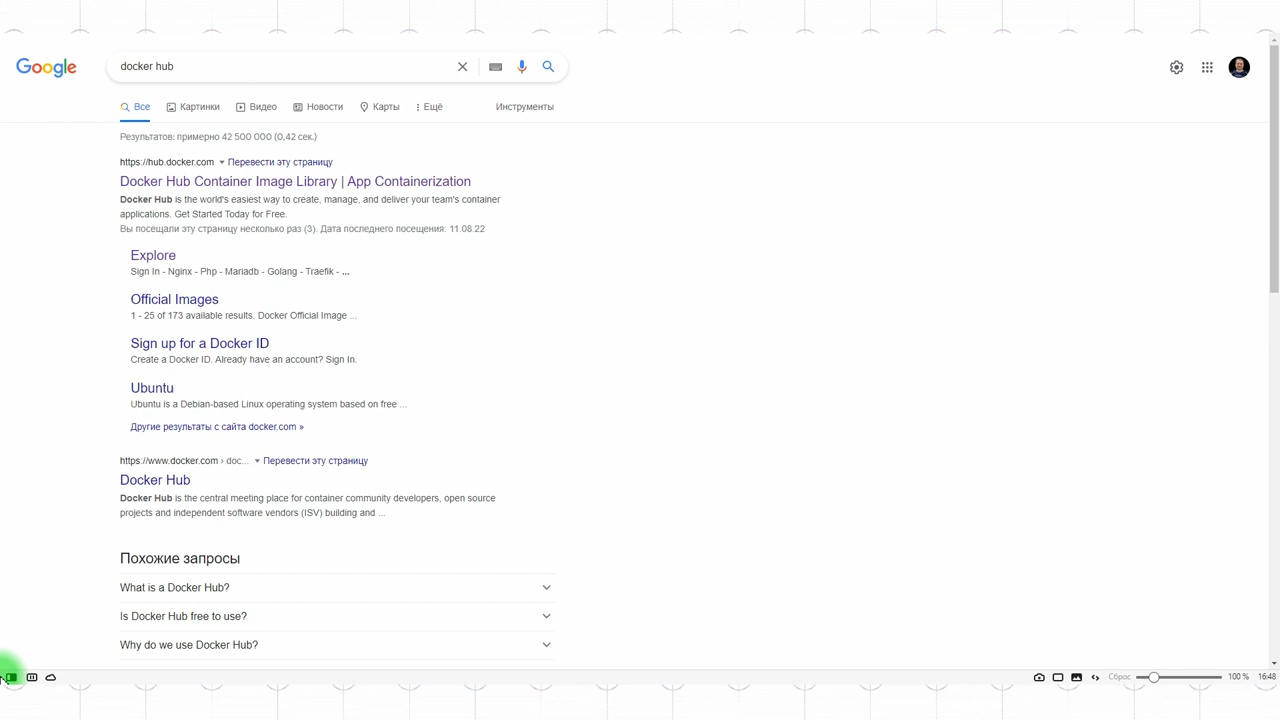 Google
docker hub
Все
Картинки
Видео
Новости
Карты
Ещё
Инструменты
Результатов: примерно 42 500 000 (0,42 сек.)
https://hub.docker.com Перевести эту страницу
Docker Hub Container Image Library | App Containerization
Docker Hub is the world's easiest way to create, manage, and deliver your team's container
applications. Get Started Today for Free.
Вы посещали эту страницу несколько раз (3). Дата последнего посещения: 11.08.22
Explore
Sign In - Nginx - Php - Mariadb - Golang - Traefik - ...
Official Images
1 - 25 of 173 available results. Docker Official Image ...
Sign up for a Docker ID
Create a Docker ID. Already have an account? Sign In.
Ubuntu
Ubuntu is a Debian-based Linux operating system based on free ...
Другие результаты с сайта docker.com »
https://www.docker.com › doc... Перевести эту страницу
Docker Hub
Docker Hub is the central meeting place for container community developers, open source
projects and independent software vendors (ISV) building and ...
Похожие запросы
What is a Docker Hub?
Is Docker Hub free to use?
Why do we use Docker Hub?
Сброс 100 % 16:48